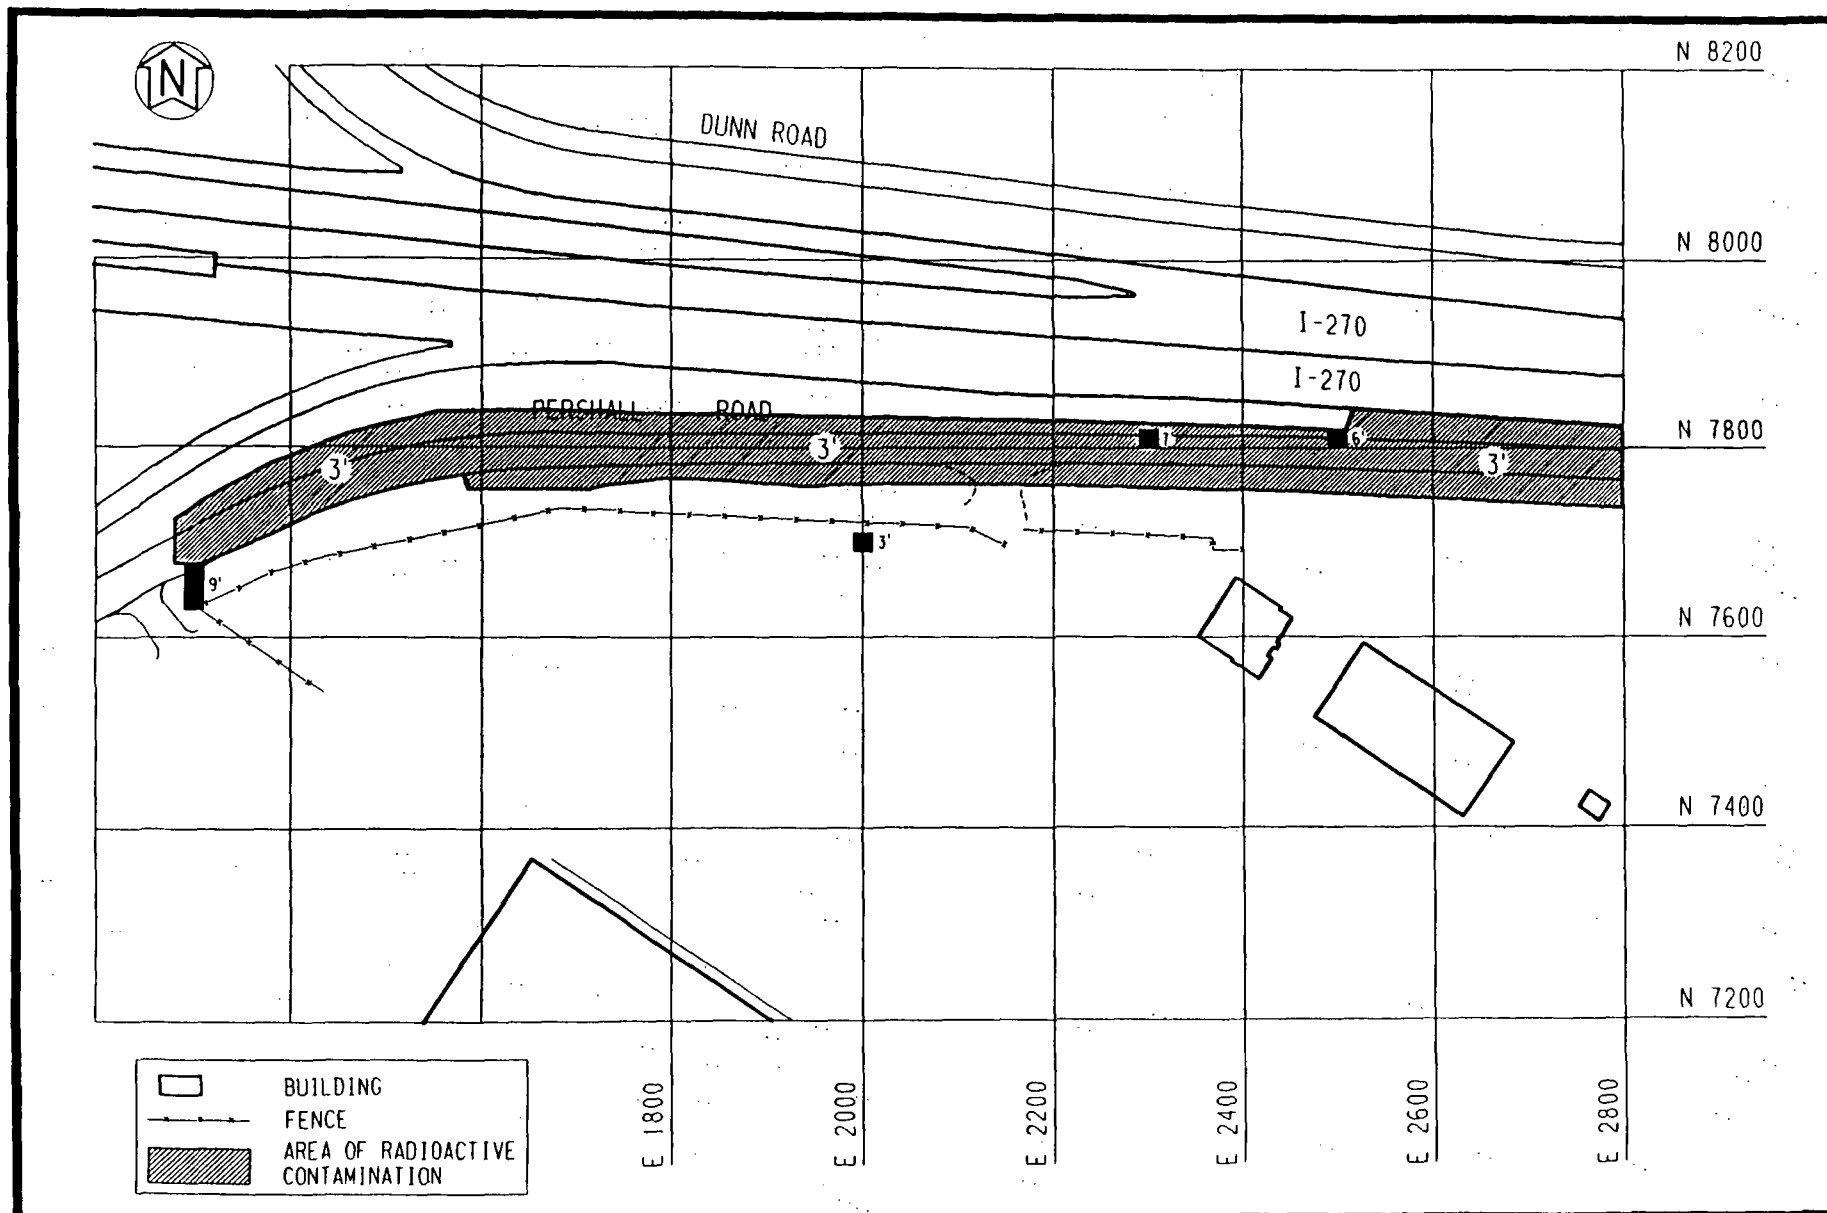 N
N 8200
DUNN ROAD
N 8000
I-270
I-270
PERSHALL ROAD
N 7800
7'
6'
3'
3'
3'
3'
9'
N 7600
N 7400
N 7200
E 1800
E 2000
E 2200
E 2400
E 2600
E 2800
BUILDING
FENCE
AREA OF RADIOACTIVE
CONTAMINATION